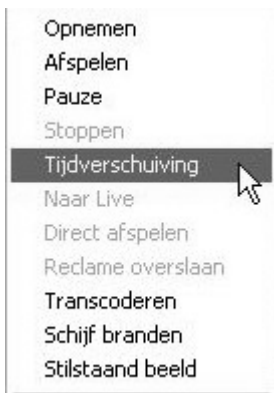 Opnemen
Afspelen
Pauze
Stoppen
Tijdverschuiving
Naar Live
Direct afspelen
Reclame overslaan
Transcoderen
Schijf branden
Stilstaand beeld